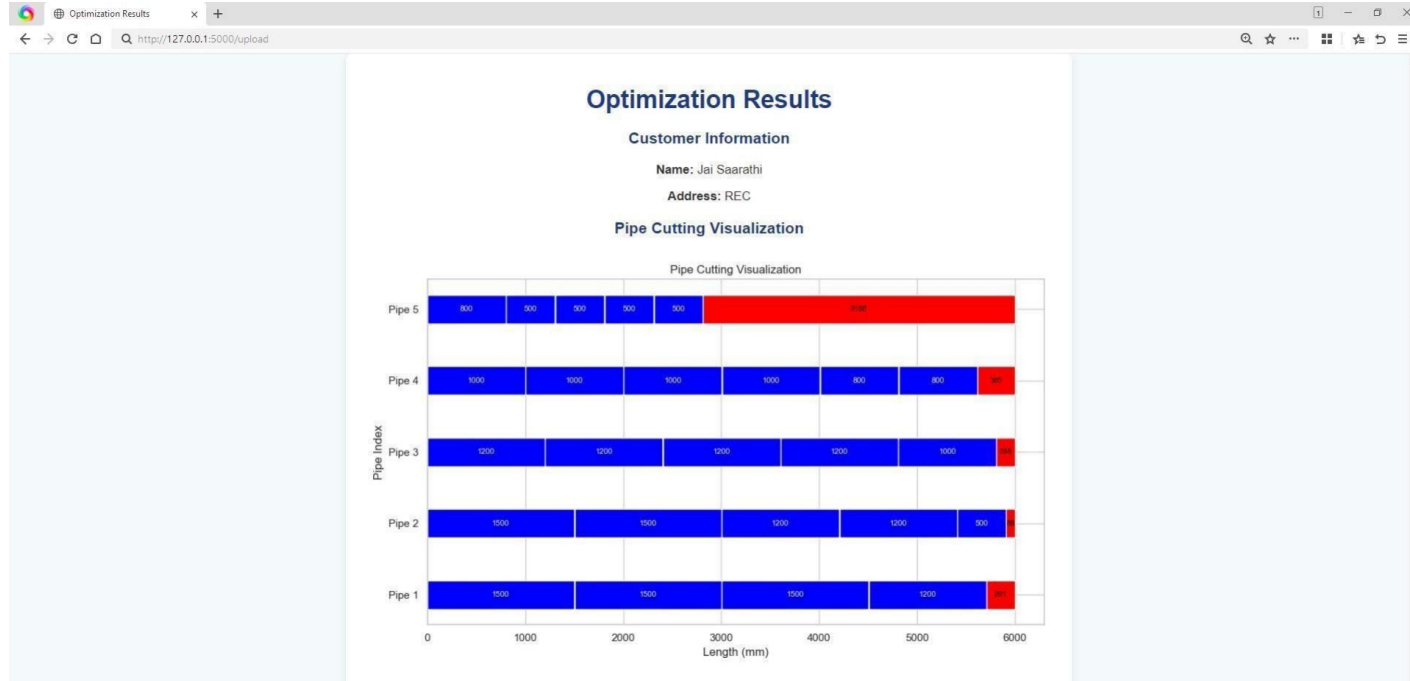 Optimization Results
1
http://127.0.0.1:5000/upload
Optimization Results
Customer Information
Name: Jai Saarathi
Address: REC
Pipe Cutting Visualization
Pipe Cutting Visualization
Pipe 5 800 500 500 500 500
Pipe 4 1000 1000 1000 1000 800 800
Pipe 3 1200 1200 1200 1200 1000
Pipe 2 1500 1500 1200 1200 500
Pipe 1 1500 1500 1500 1200
Pipe Index
0 1000 2000 3000 4000 5000 6000
Length (mm)